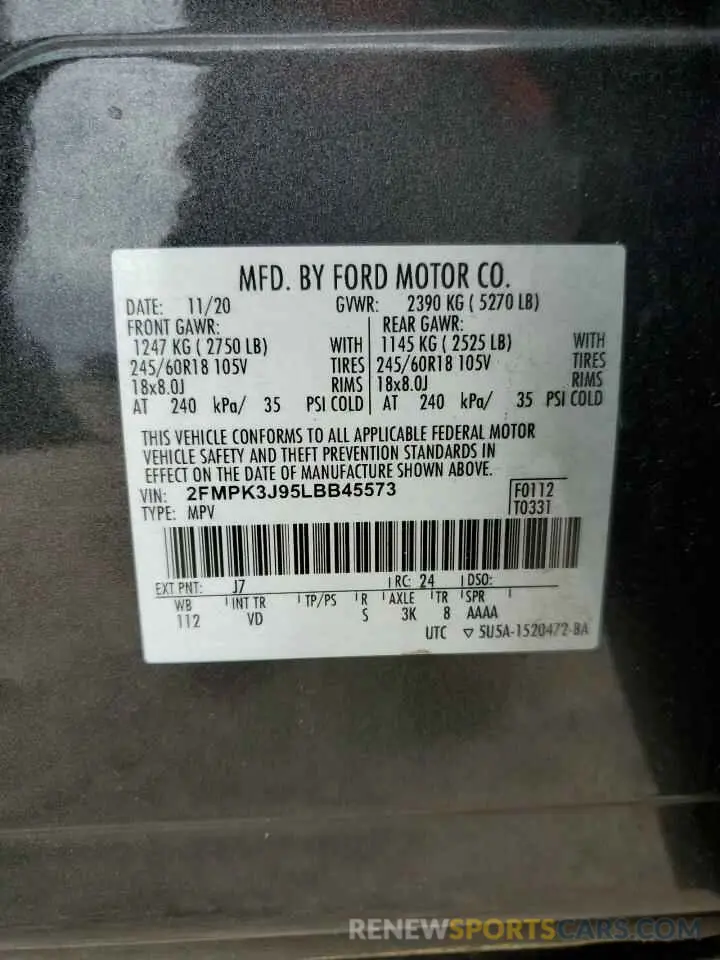 MFD. BY FORD MOTOR CO.
DATE: 11/20 GVWR: 2390 KG ( 5270 LB)
FRONT GAWR: REAR GAWR:
1247 KG ( 2750 LB) WITH 1145 KG ( 2525 LB) WITH
245/60R18 105V TIRES 245/60R18 105V TIRES
18x8.0J RIMS 18x8.0J RIMS
AT 240 kPa/ 35 PSI COLD AT 240 kPa/ 35 PSI COLD
THIS VEHICLE CONFORMS TO ALL APPLICABLE FEDERAL MOTOR
VEHICLE SAFETY AND THEFT PREVENTION STANDARDS IN
EFFECT ON THE DATE OF MANUFACTURE SHOWN ABOVE.
VIN: 2FMPK3J95LBB45573 F0112
TYPE: MPV T0331
EXT PNT: J7 RC: 24 DSO:
WB INT TR TP/PS R AXLE TR SPR
112 VD S 3K 8 AAAA
UTC ▽ 5U5A-1520472-BA
RENEWSPORTSCARS.COM